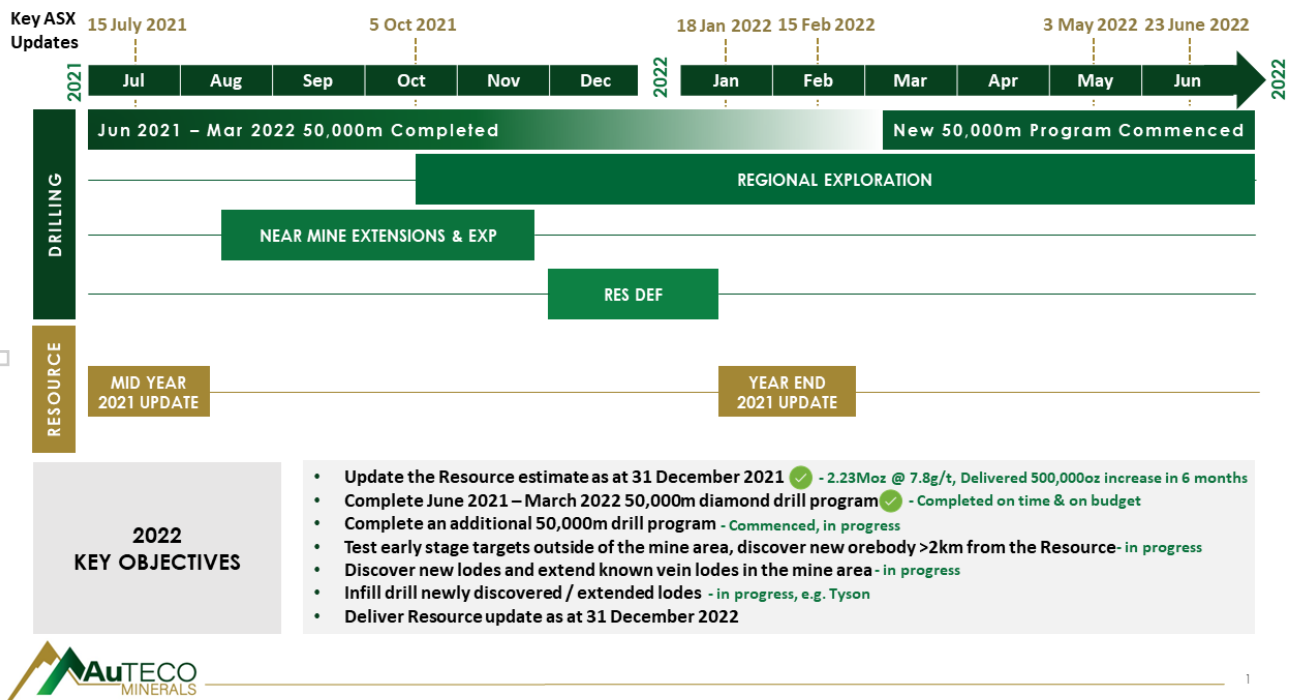 Key ASX
Updates
15 July 2021
5 Oct 2021
18 Jan 2022
15 Feb 2022
3 May 2022
23 June 2022
2021
Jul
Aug
Sep
Oct
Nov
Dec
2022
Jan
Feb
Mar
Apr
May
Jun
2022
DRILLING
Jun 2021 – Mar 2022 50,000m Completed
New 50,000m Program Commenced
REGIONAL EXPLORATION
NEAR MINE EXTENSIONS & EXP
RES DEF
RESOURCE
MID YEAR
2021 UPDATE
YEAR END
2021 UPDATE
2022
KEY OBJECTIVES
• Update the Resource estimate as at 31 December 2021 - 2.23Moz @ 7.8g/t, Delivered 500,000oz increase in 6 months
• Complete June 2021 – March 2022 50,000m diamond drill program - Completed on time & on budget
• Complete an additional 50,000m drill program - Commenced, in progress
• Test early stage targets outside of the mine area, discover new orebody >2km from the Resource- in progress
• Discover new lodes and extend known vein lodes in the mine area - in progress
• Infill drill newly discovered / extended lodes - in progress, e.g. Tyson
• Deliver Resource update as at 31 December 2022
AuTECO
MINERALS
1